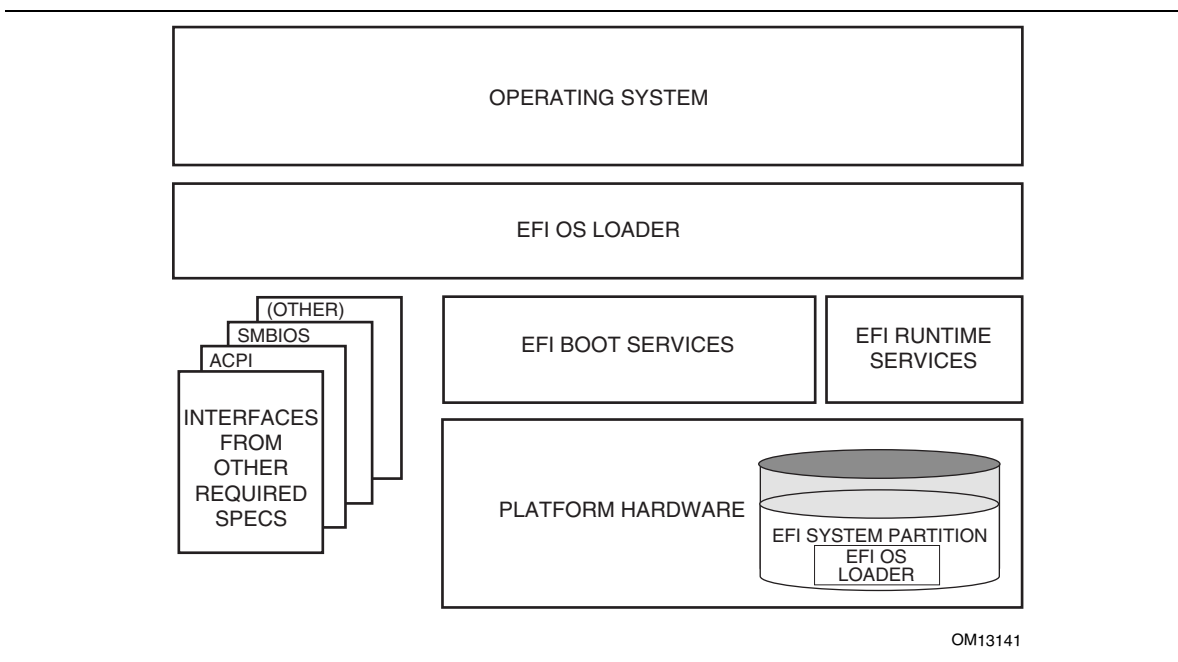 OPERATING SYSTEM
EFI OS LOADER
(OTHER)
SMBIOS
ACPI
INTERFACES
FROM
OTHER
REQUIRED
SPECS
EFI BOOT SERVICES
EFI RUNTIME
SERVICES
PLATFORM HARDWARE
EFI SYSTEM PARTITION
EFI OS
LOADER
OM13141